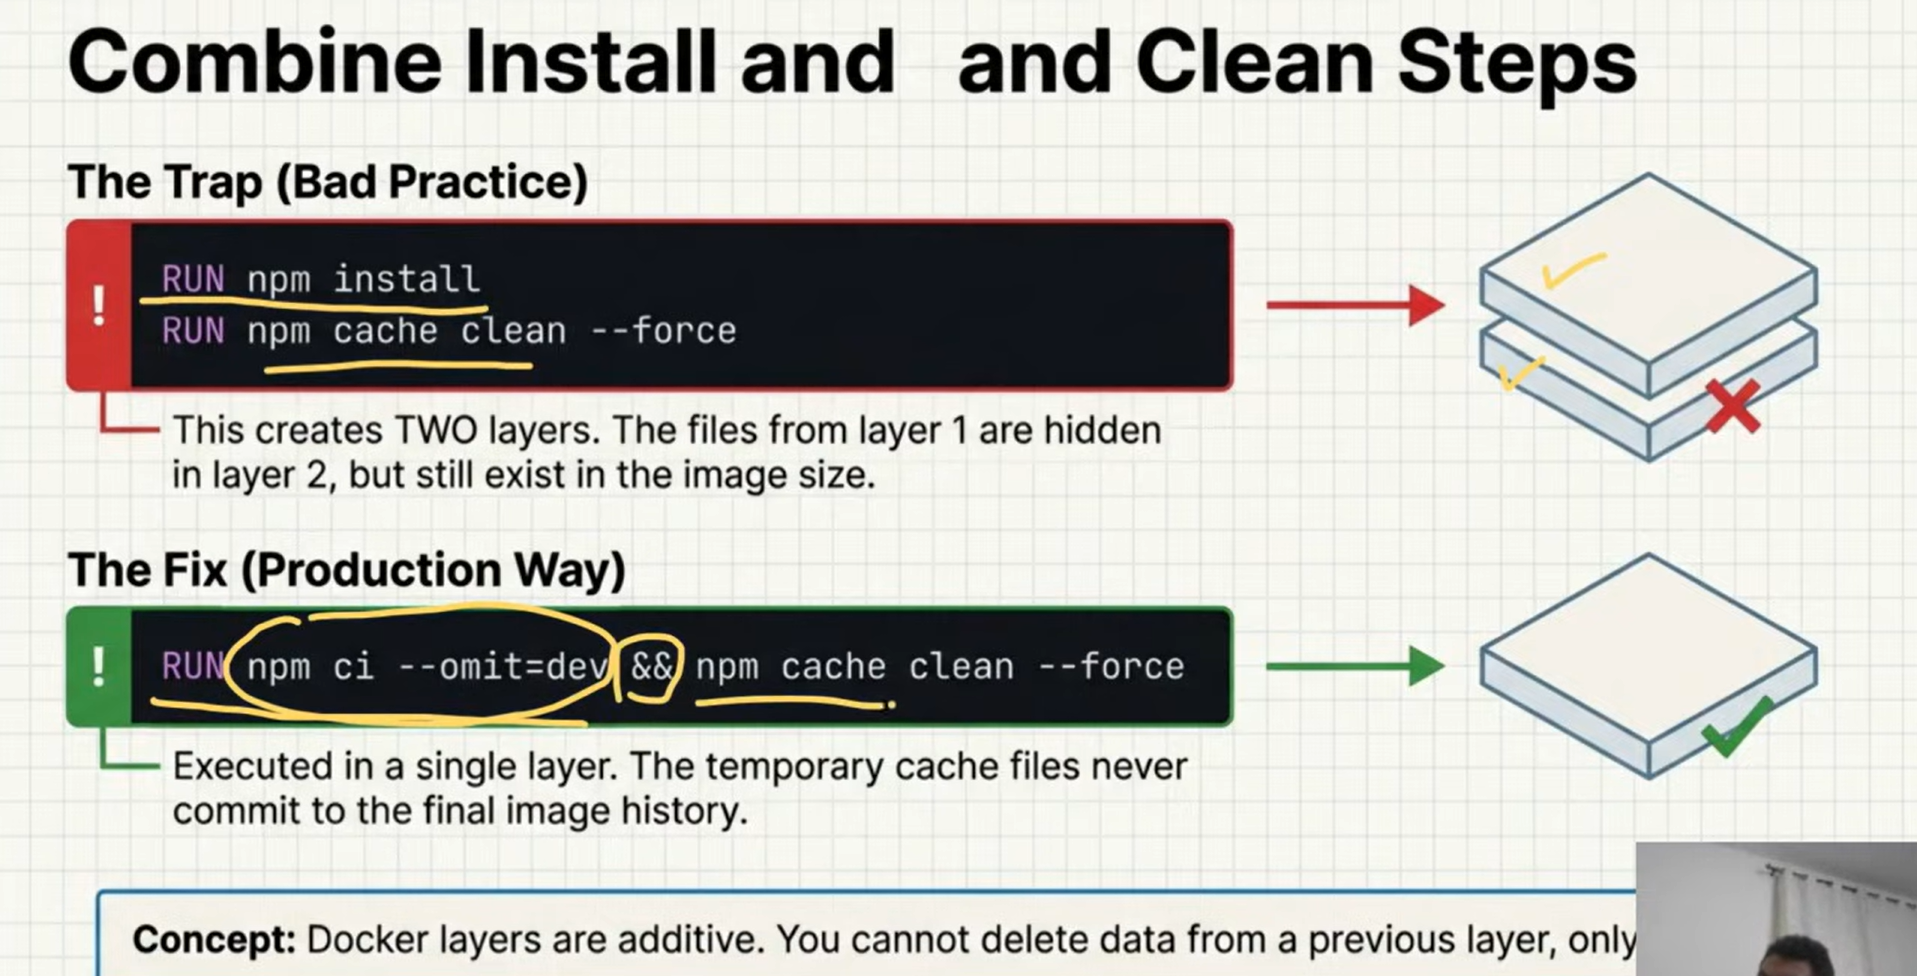 Combine Install and and Clean Steps
The Trap (Bad Practice)
!
RUN npm install
RUN npm cache clean --force
This creates TWO layers. The files from layer 1 are hidden
in layer 2, but still exist in the image size.
The Fix (Production Way)
!
RUN npm ci --omit=dev && npm cache clean --force
Executed in a single layer. The temporary cache files never
commit to the final image history.
Concept: Docker layers are additive. You cannot delete data from a previous layer, only